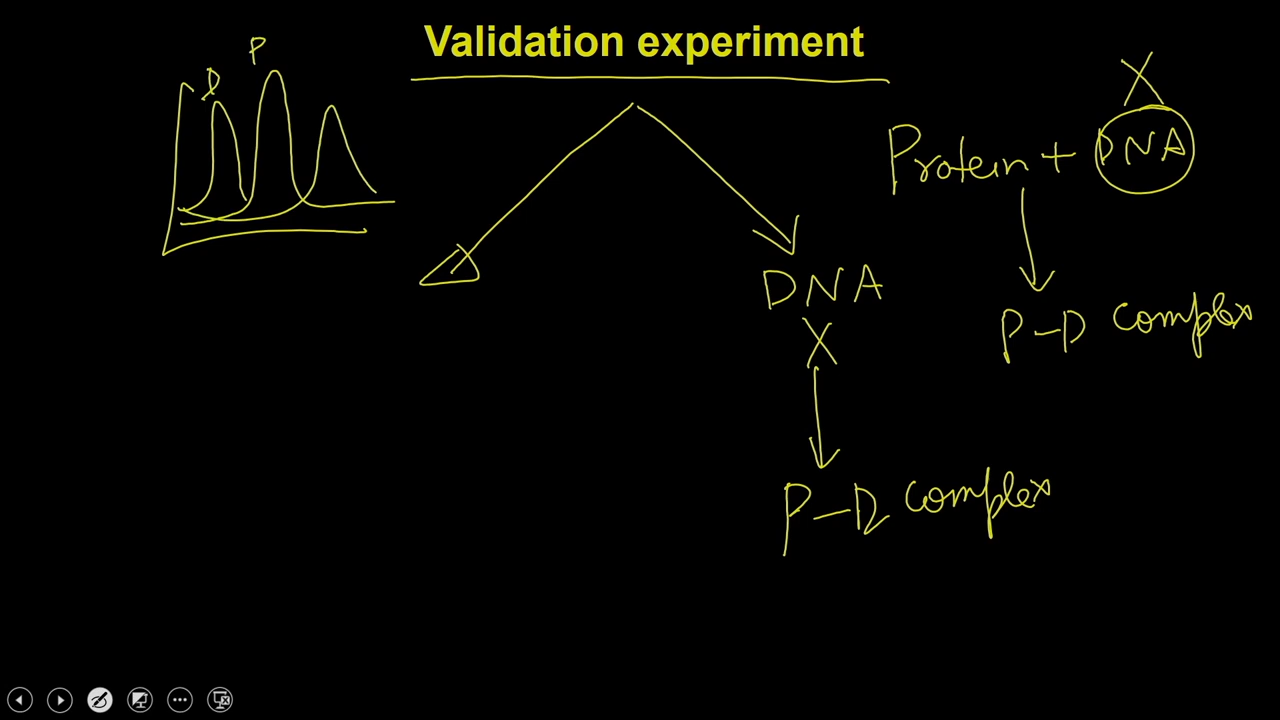 Validation experiment
P
D
X
Protein + DNA
P-D complex
DNA
X
P-D complex